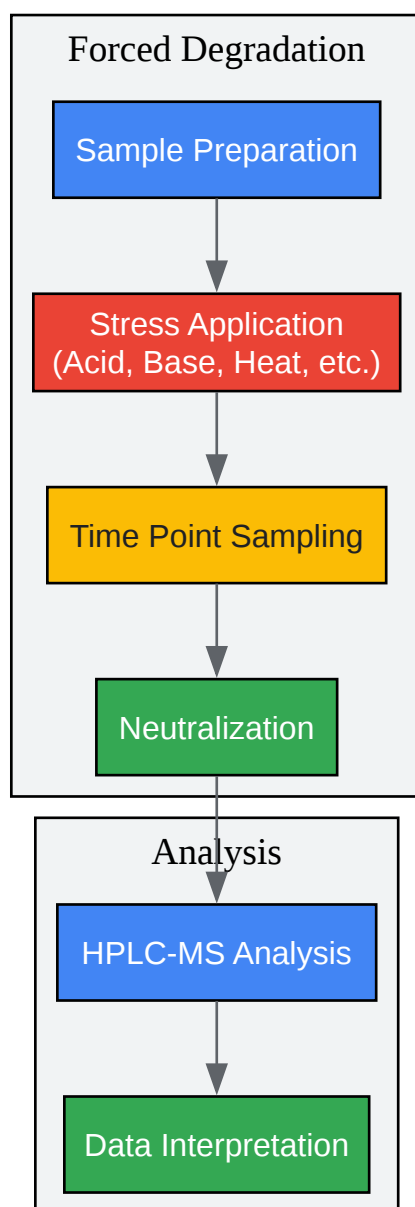 Forced Degradation
Sample Preparation
Stress Application
(Acid, Base, Heat, etc.)
Time Point Sampling
Neutralization
Analysis
HPLC-MS Analysis
Data Interpretation